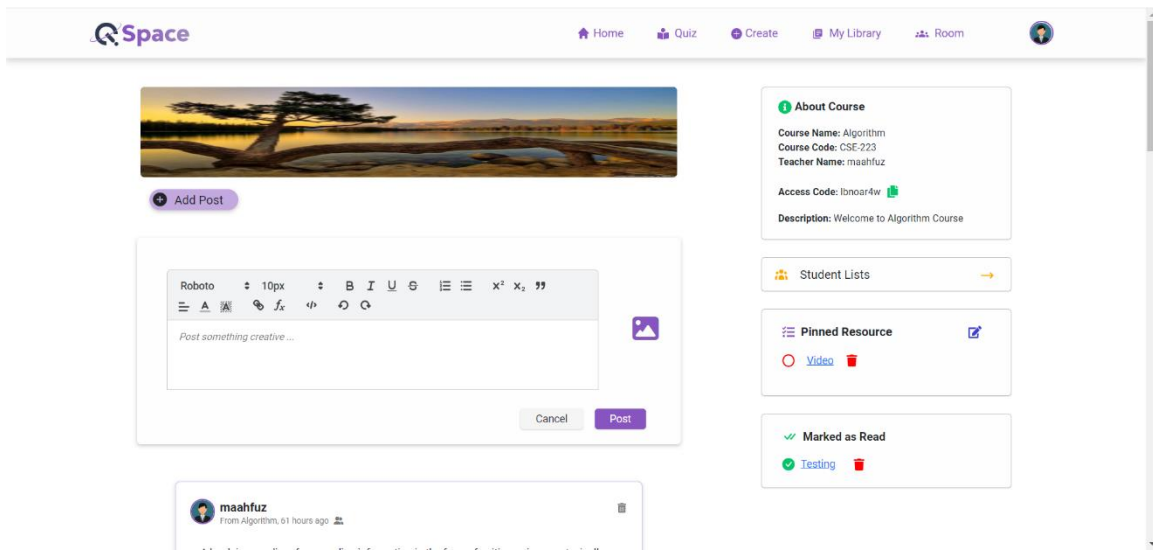 QSpace
Home Quiz Create My Library Room
Add Post
Roboto 10px B I U S x² x₂ ”
A A fx </>
Post something creative ...
Cancel Post
maahfuz
From Algorithm, 61 hours ago
About Course
Course Name: Algorithm
Course Code: CSE-223
Teacher Name: maahfuz
Access Code: lbnoar4w
Description: Welcome to Algorithm Course
Student Lists →
Pinned Resource
Video
Marked as Read
Testing